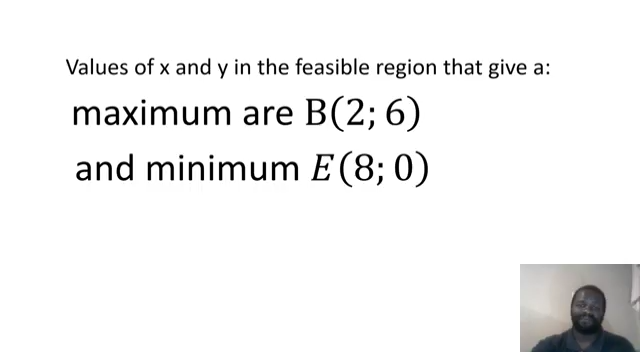 Values of x and y in the feasible region that give a:
maximum are B(2; 6)
and minimum E(8; 0)